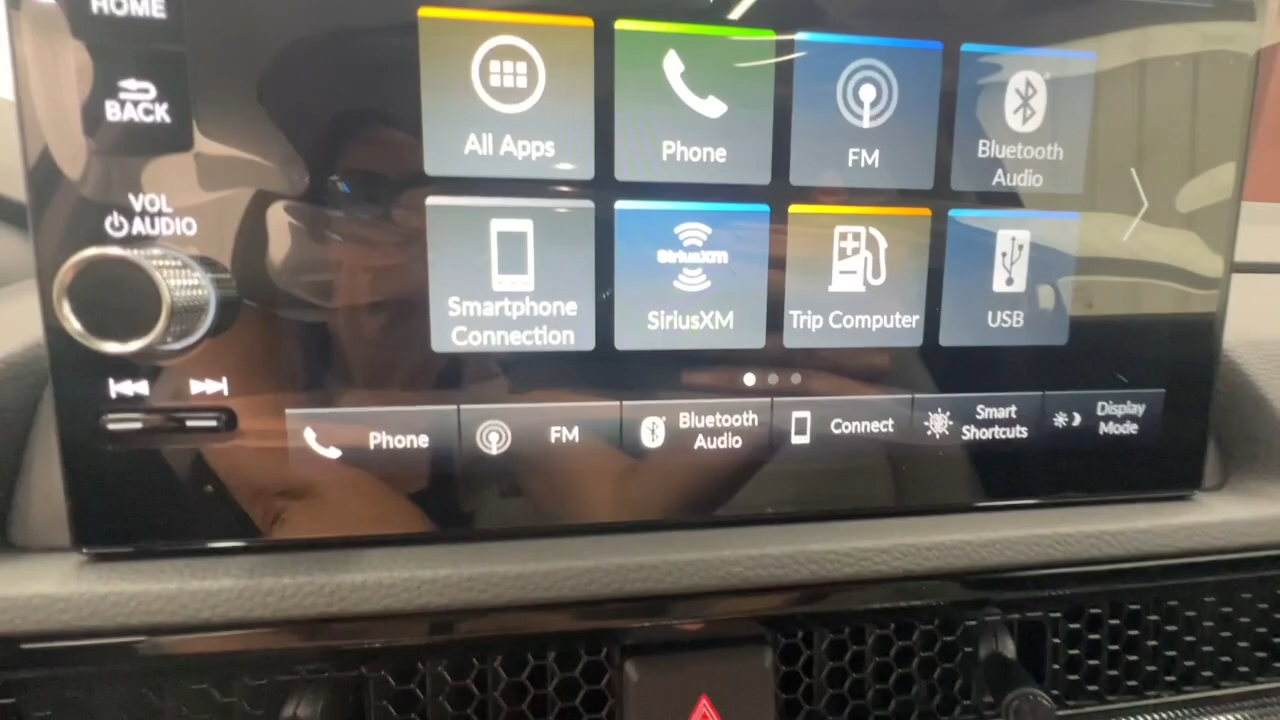 HOME
BACK
VOL
AUDIO
All Apps
Phone
FM
Bluetooth
Audio
Smartphone
Connection
SiriusXM
SiriusXM
Trip Computer
USB
Phone
FM
Bluetooth
Audio
Connect
Smart
Shortcuts
Display
Mode